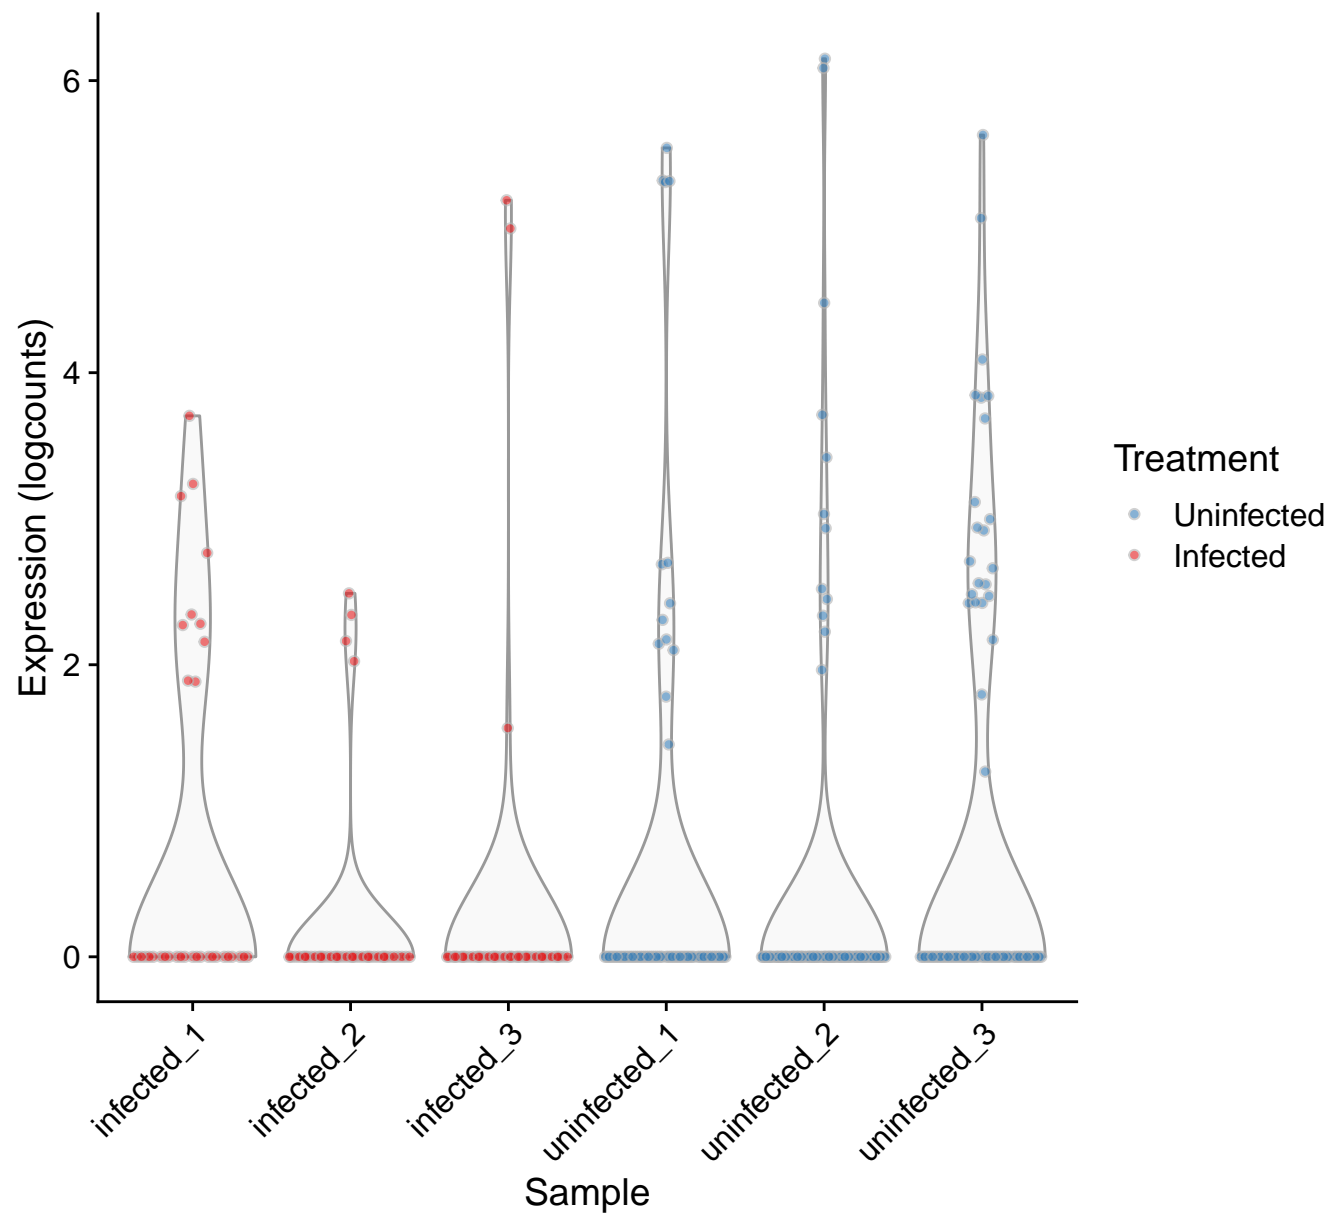 6
4
2
0
Expression (logcounts)
infected_1
infected_2
infected_3
uninfected_1
uninfected_2
uninfected_3
Sample
Treatment
Uninfected
Infected